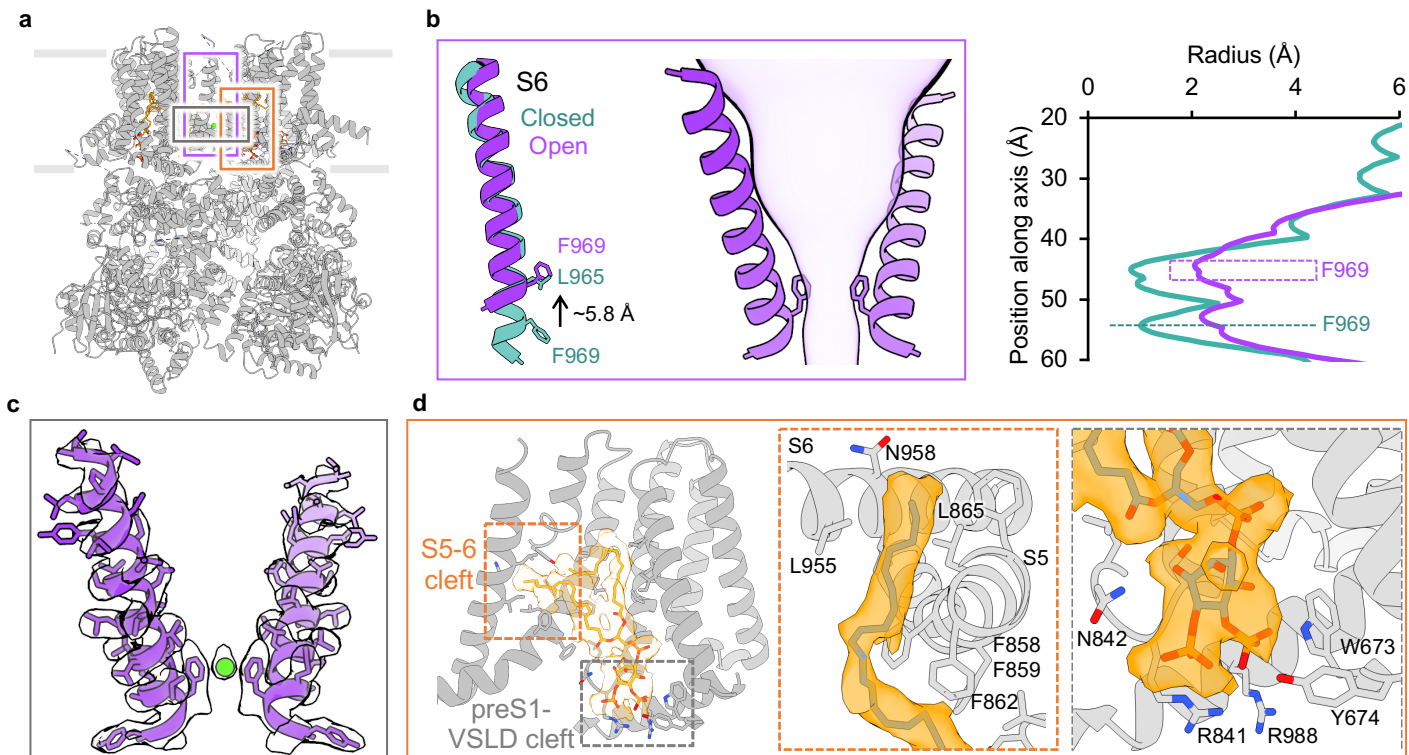 a
b
S6
Closed
Open
F969
L965
~5.8 Å
F969
Radius (Å)
0
2
4
6
Position along axis (Å)
20
30
40
50
60
F969
F969
c
d
S5-6
cleft
preS1-
VSLD cleft
S6
N958
L865
L955
S5
F858
F859
F862
N842
W673
Y674
R841
R988